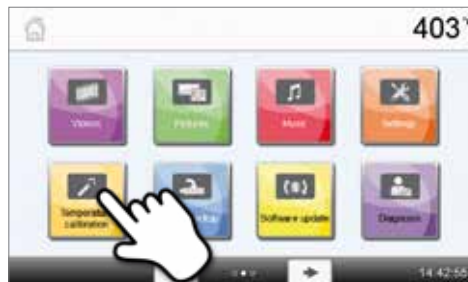 403
Videos
Pictures
Music
Settings
Temperature
calibration
Software update
Diagnosis
14:42:55